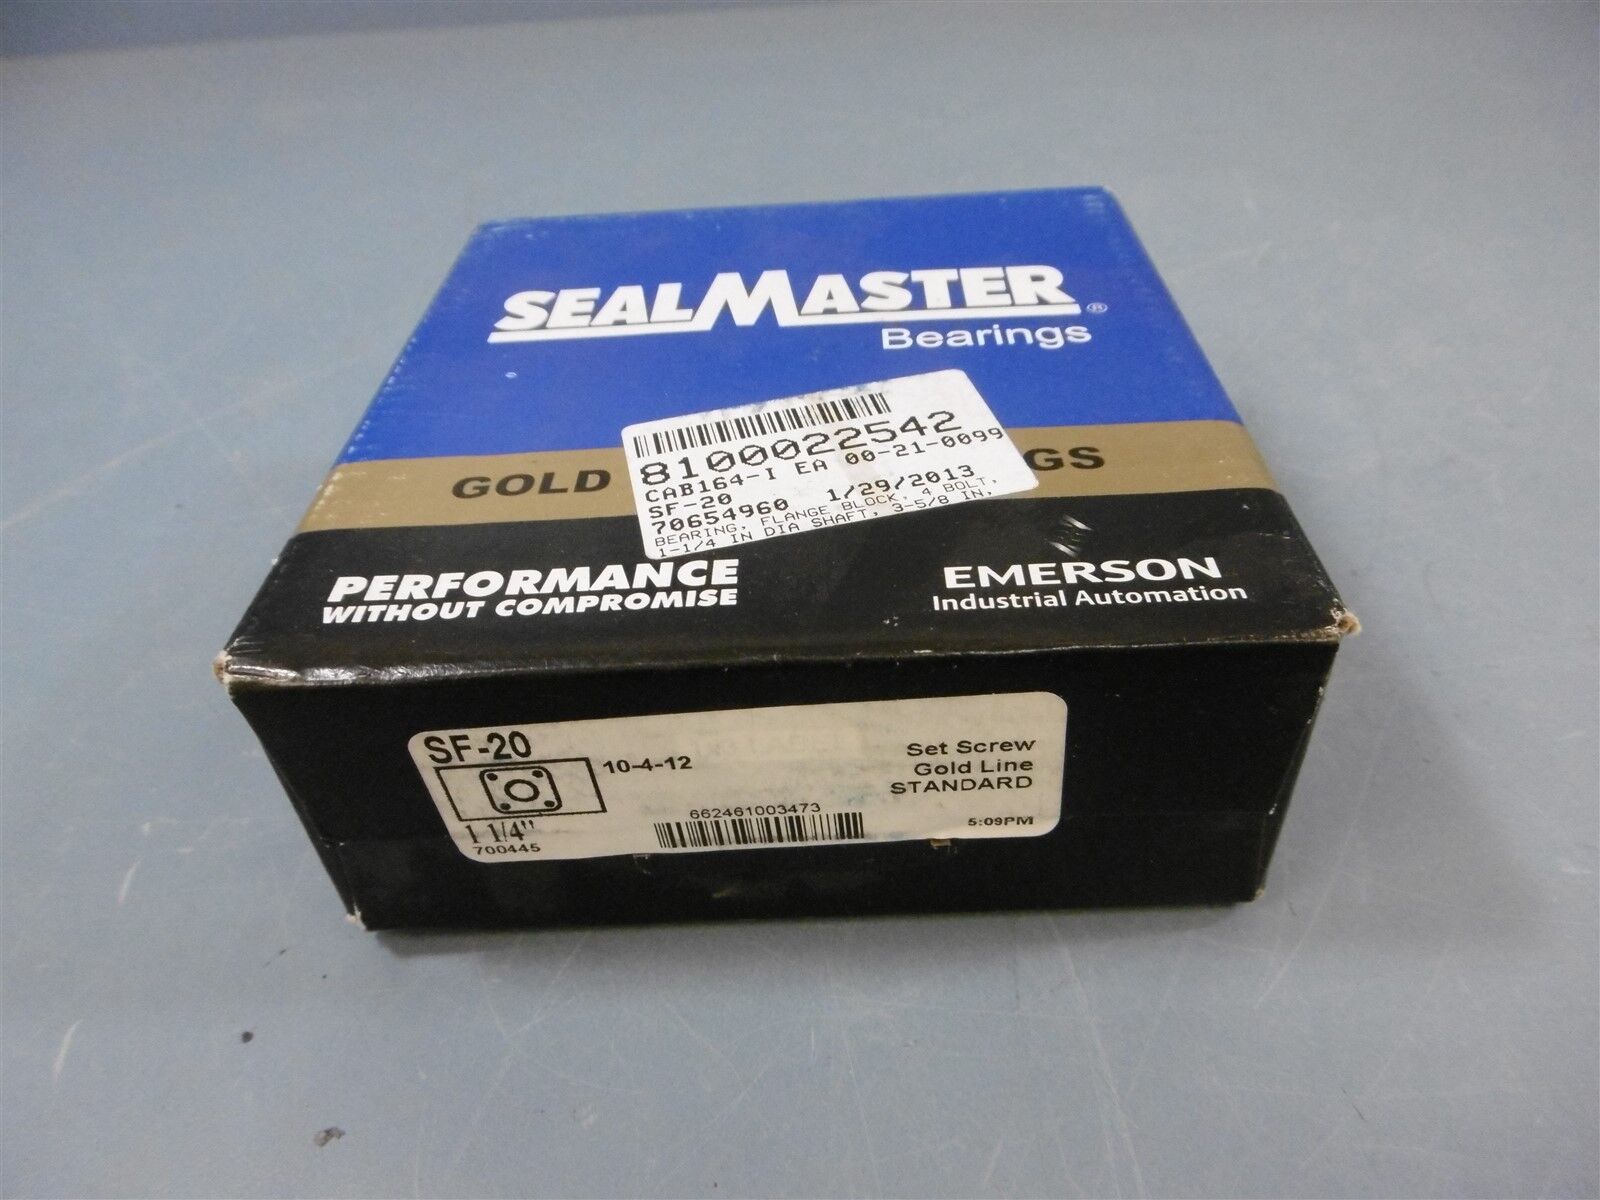 SEALMASTER ®
Bearings
GOLD GS
8100022542
CAB164-I EA 00-21-0099
SF-20
70654960 1/29/2013
BEARING, FLANGE BLOCK, 4 BOLT,
1-1/4 IN DIA SHAFT, 3-5/8 IN,
PERFORMANCE
WITHOUT COMPROMISE
EMERSON
Industrial Automation
SF-20
10-4-12
1 1/4"
700445
662461003473
Set Screw
Gold Line
STANDARD
5:09PM